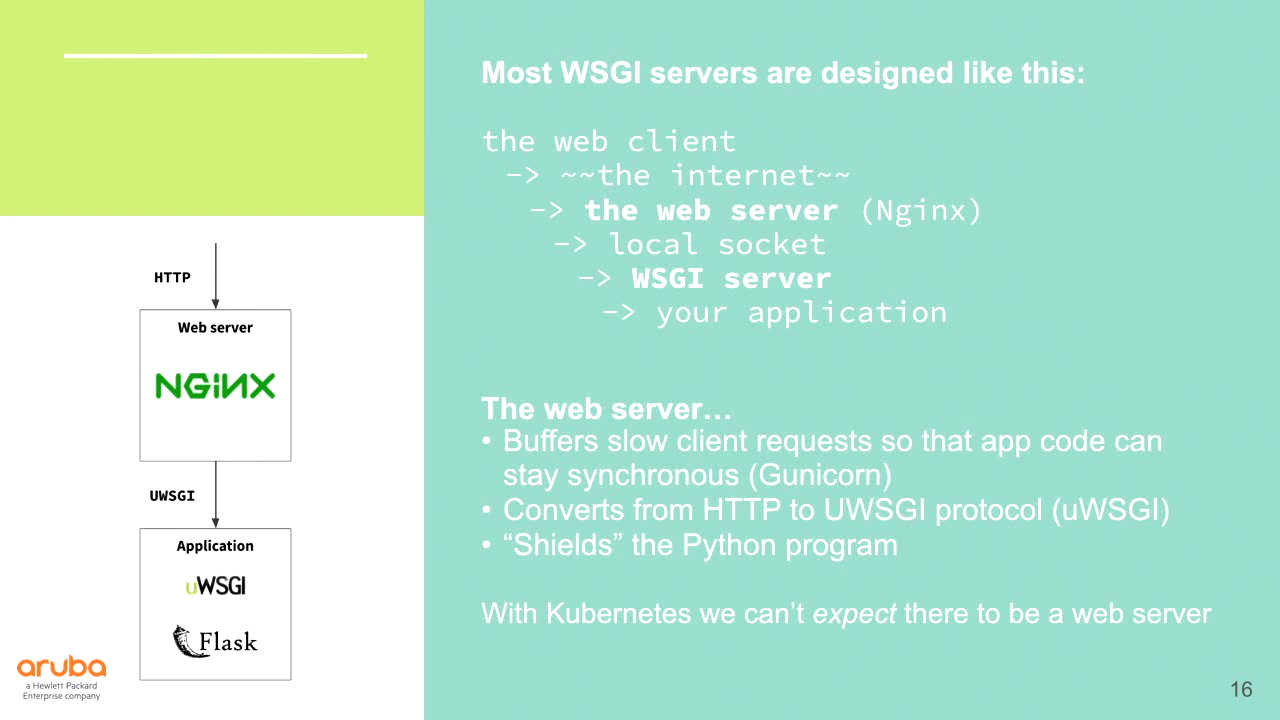 Most WSGI servers are designed like this:
the web client
-> ~~the internet~~
-> the web server (Nginx)
-> local socket
-> WSGI server
-> your application
The web server…
• Buffers slow client requests so that app code can
stay synchronous (Gunicorn)
• Converts from HTTP to UWSGI protocol (uWSGI)
• “Shields” the Python program
With Kubernetes we can’t expect there to be a web server
HTTP
Web server
NGINX
UWSGI
Application
uWSGI
Flask
aruba
a Hewlett Packard
Enterprise company
16